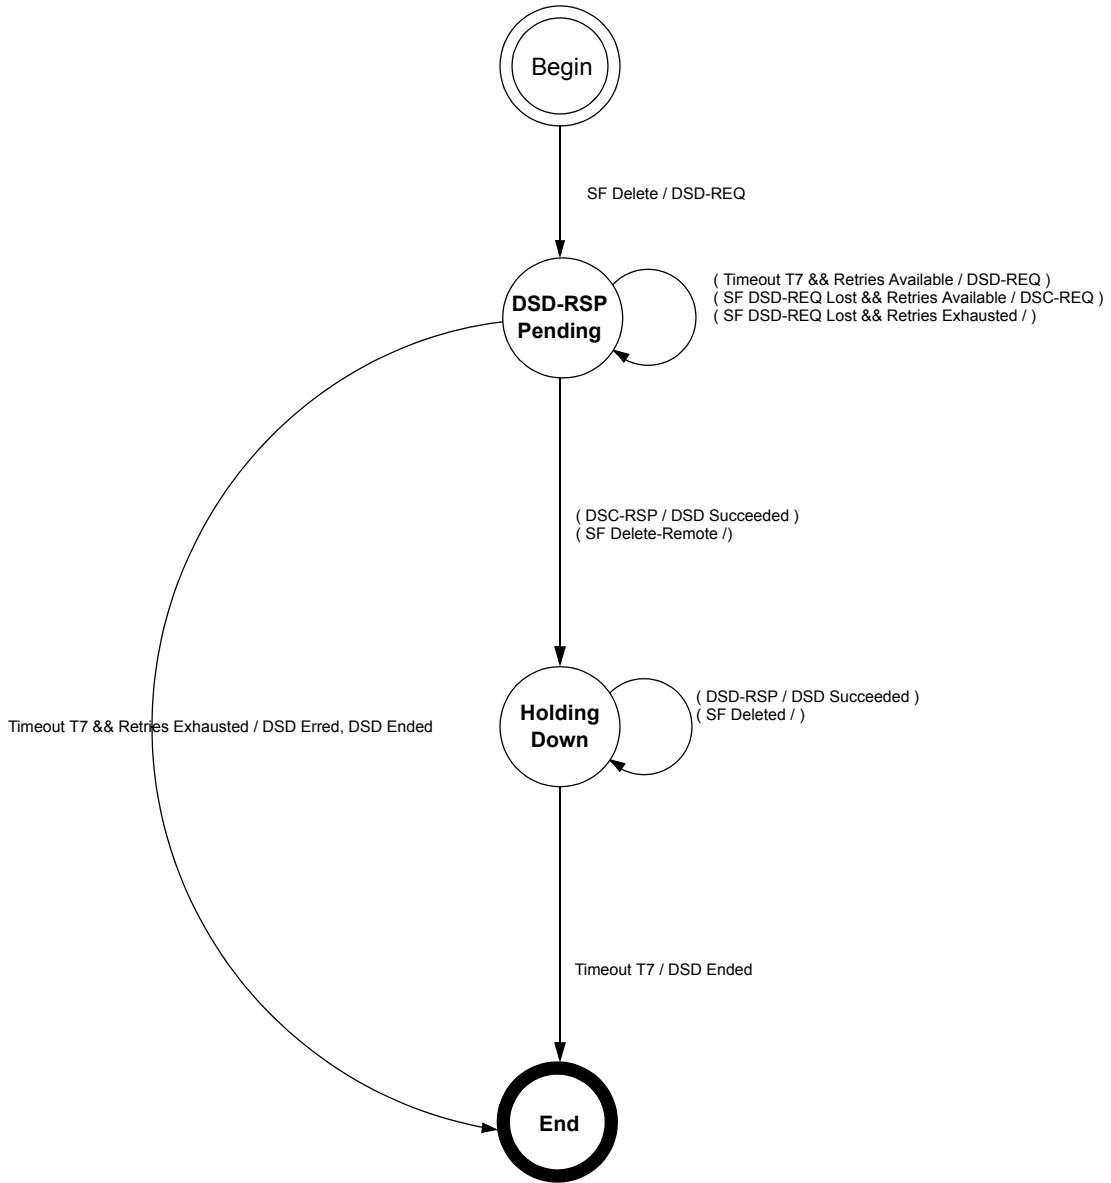 Begin
SF Delete / DSD-REQ
DSD-RSP
Pending
( Timeout T7 && Retries Available / DSD-REQ )
( SF DSD-REQ Lost && Retries Available / DSC-REQ )
( SF DSD-REQ Lost && Retries Exhausted / )
( DSC-RSP / DSD Succeeded )
( SF Delete-Remote /)
Holding
Down
( DSD-RSP / DSD Succeeded )
( SF Deleted / )
Timeout T7 && Retries Exhausted / DSD Erred, DSD Ended
Timeout T7 / DSD Ended
End